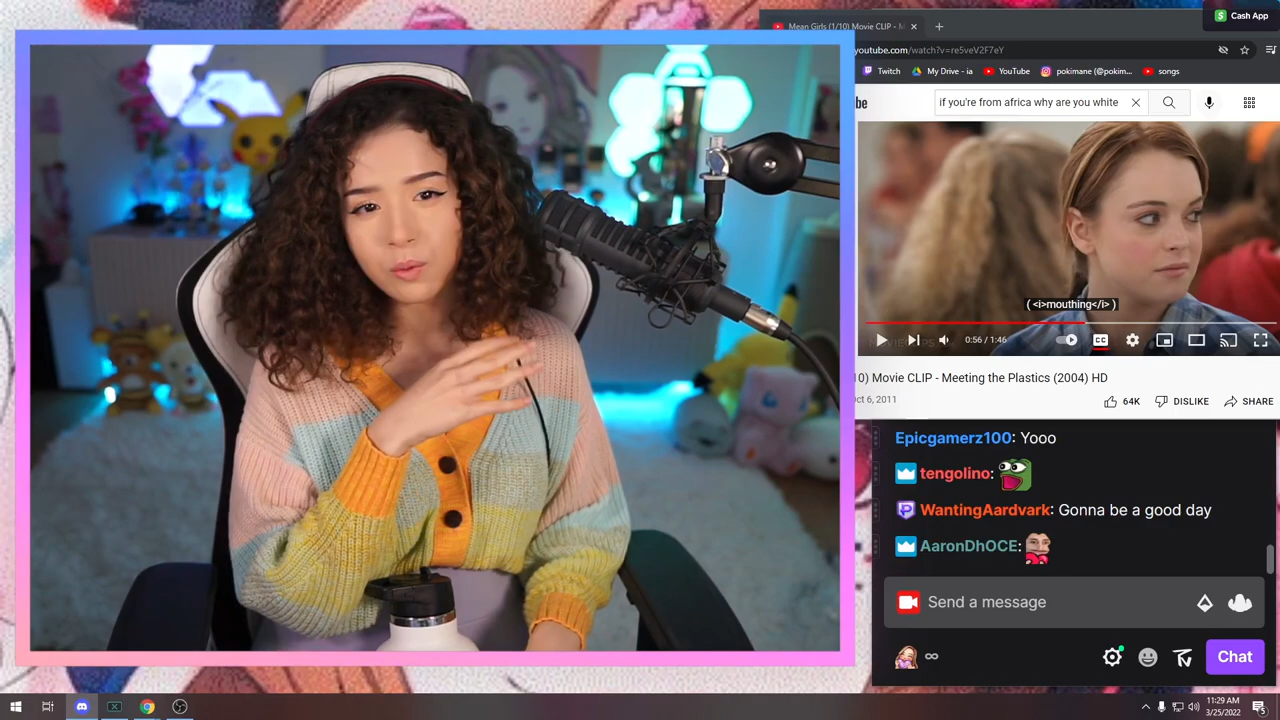 Cash App
Mean Girls (1/10) Movie CLIP - M
youtube.com/watch?v=re5veV2F7eY
Twitch
My Drive - ia
YouTube
pokimane (@pokim...
songs
be
if you're from africa why are you white
( <i>mouthing</i> )
0:56 / 1:46
CC
10) Movie CLIP - Meeting the Plastics (2004) HD
Oct 6, 2011
64K
DISLIKE
SHARE
Epicgamerz100: Yooo
tengolino:
WantingAardvark: Gonna be a good day
AaronDhOCE:
Send a message
Chat
11:29 AM
3/25/2022